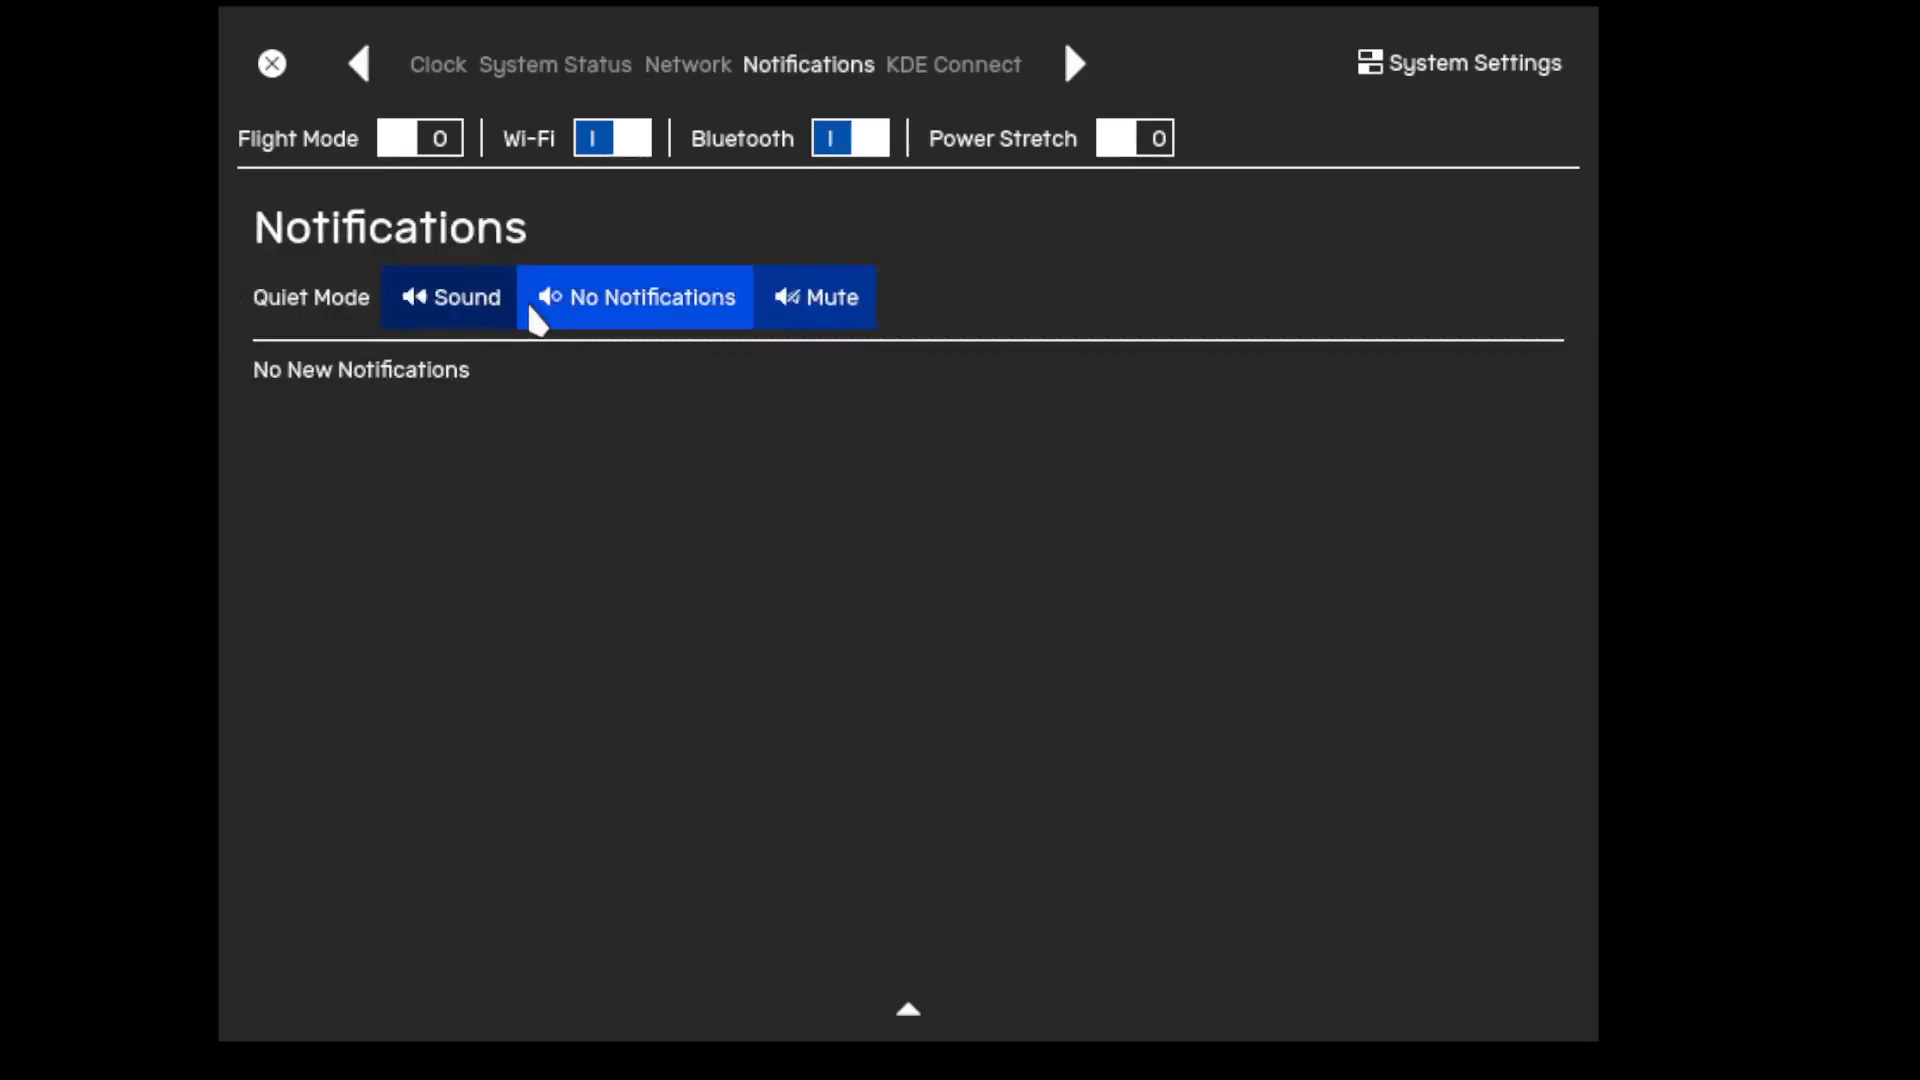 Clock System Status Network Notifications KDE Connect System Settings
Flight Mode O Wi-Fi I Bluetooth I Power Stretch O
Notifications
Quiet Mode Sound No Notifications Mute
No New Notifications